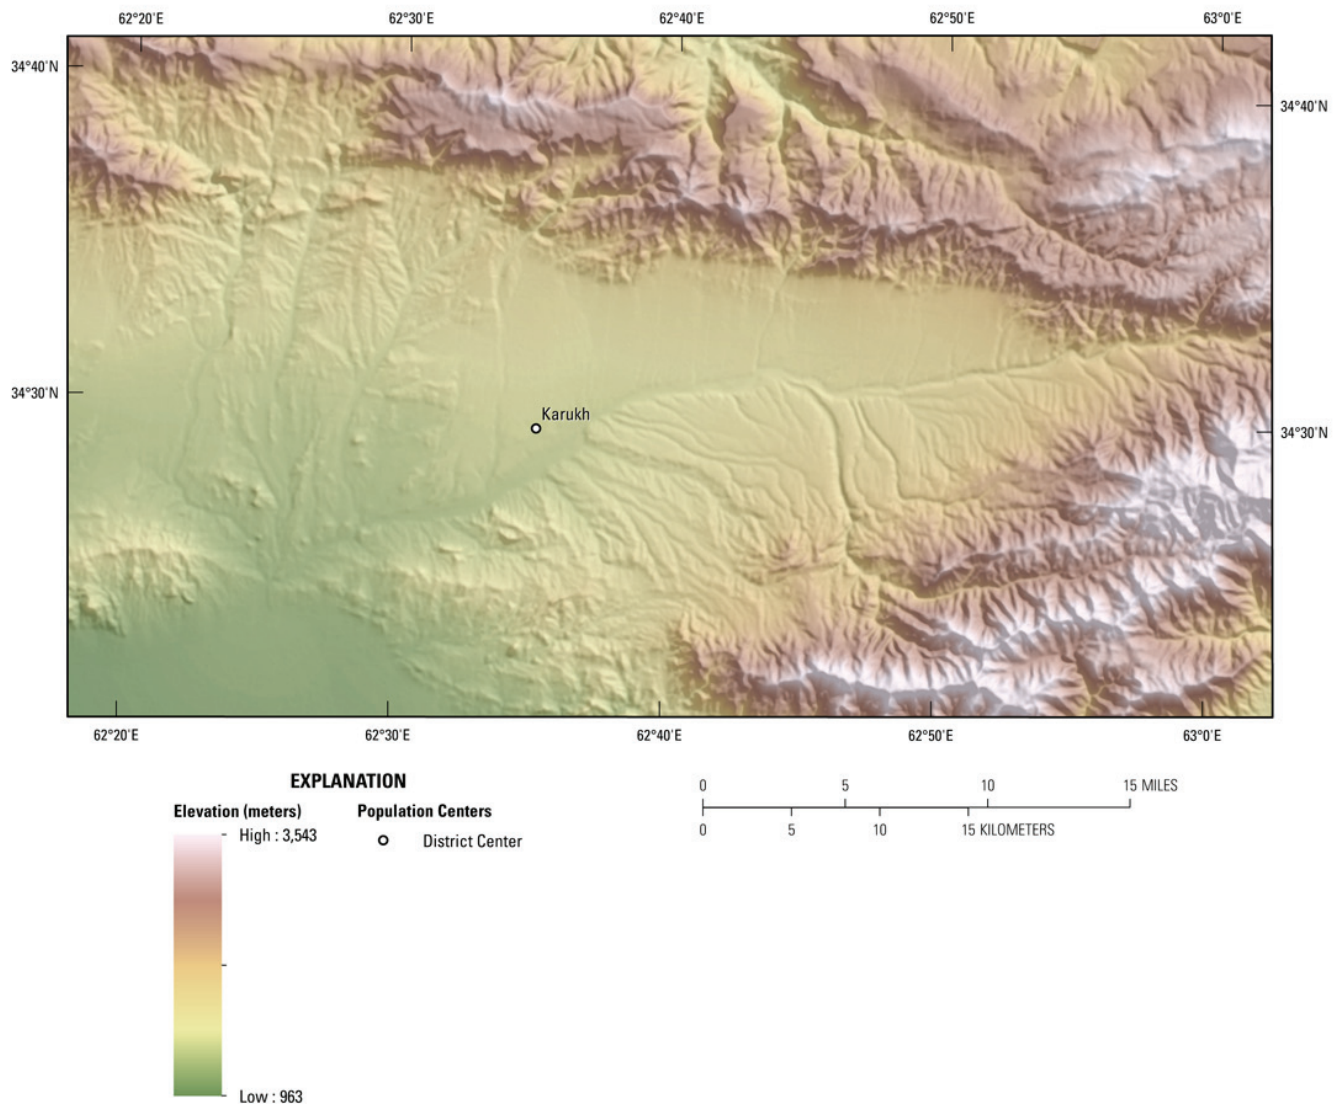 62°20'E 62°30'E 62°40'E 62°50'E 63°0'E
34°40'N
34°40'N
34°30'N
Karukh
34°30'N
62°20'E 62°30'E 62°40'E 62°50'E 63°0'E
EXPLANATION
Elevation (meters)
High : 3,543
Low : 963
Population Centers
District Center
0 5 10 15 MILES
0 5 10 15 KILOMETERS